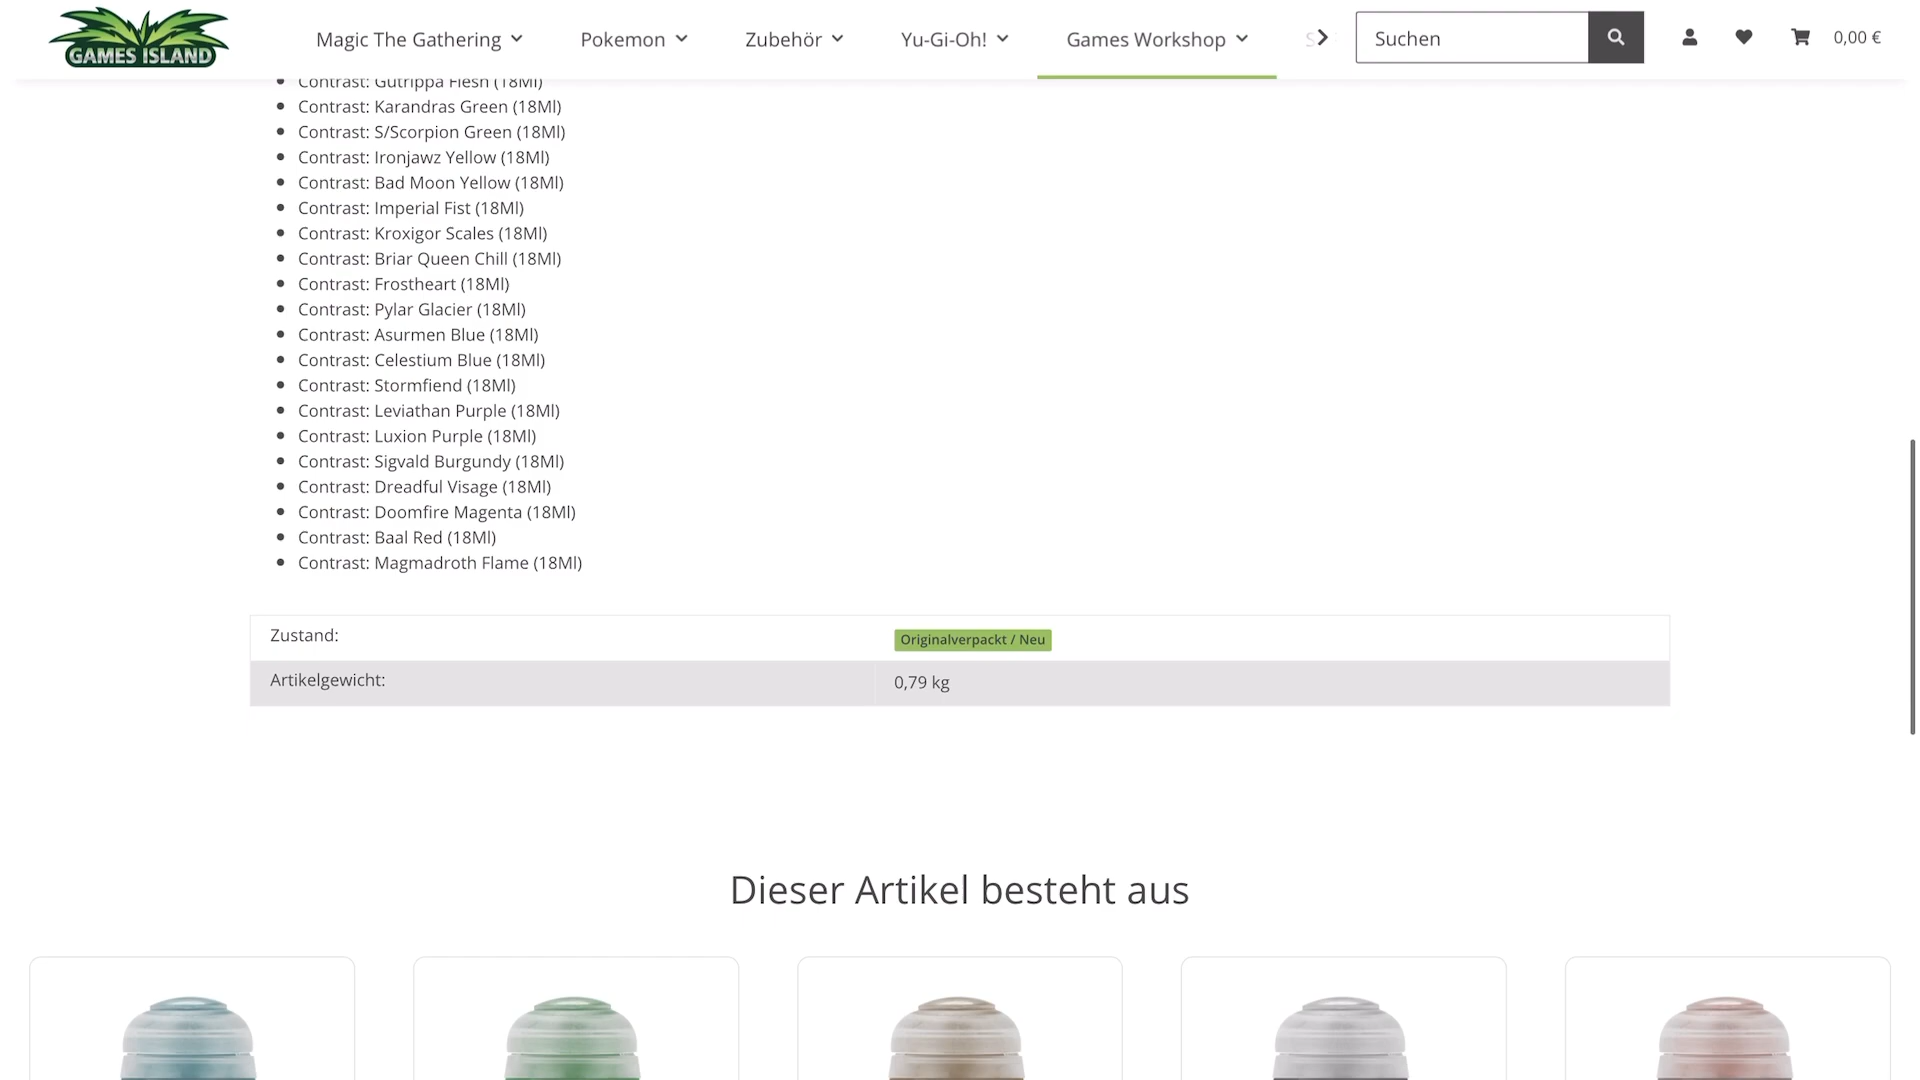 GAMES ISLAND
Magic The Gathering
Pokemon
Zubehör
Yu-Gi-Oh!
Games Workshop
S
Suchen
0,00 €
Contrast: Gutrippa Flesh (18Ml)
Contrast: Karandras Green (18Ml)
Contrast: S/Scorpion Green (18Ml)
Contrast: Ironjawz Yellow (18Ml)
Contrast: Bad Moon Yellow (18Ml)
Contrast: Imperial Fist (18Ml)
Contrast: Kroxigor Scales (18Ml)
Contrast: Briar Queen Chill (18Ml)
Contrast: Frostheart (18Ml)
Contrast: Pylar Glacier (18Ml)
Contrast: Asurmen Blue (18Ml)
Contrast: Celestium Blue (18Ml)
Contrast: Stormfiend (18Ml)
Contrast: Leviathan Purple (18Ml)
Contrast: Luxion Purple (18Ml)
Contrast: Sigvald Burgundy (18Ml)
Contrast: Dreadful Visage (18Ml)
Contrast: Doomfire Magenta (18Ml)
Contrast: Baal Red (18Ml)
Contrast: Magmadroth Flame (18Ml)
Zustand: Originalverpackt / Neu
Artikelgewicht: 0,79 kg
Dieser Artikel besteht aus